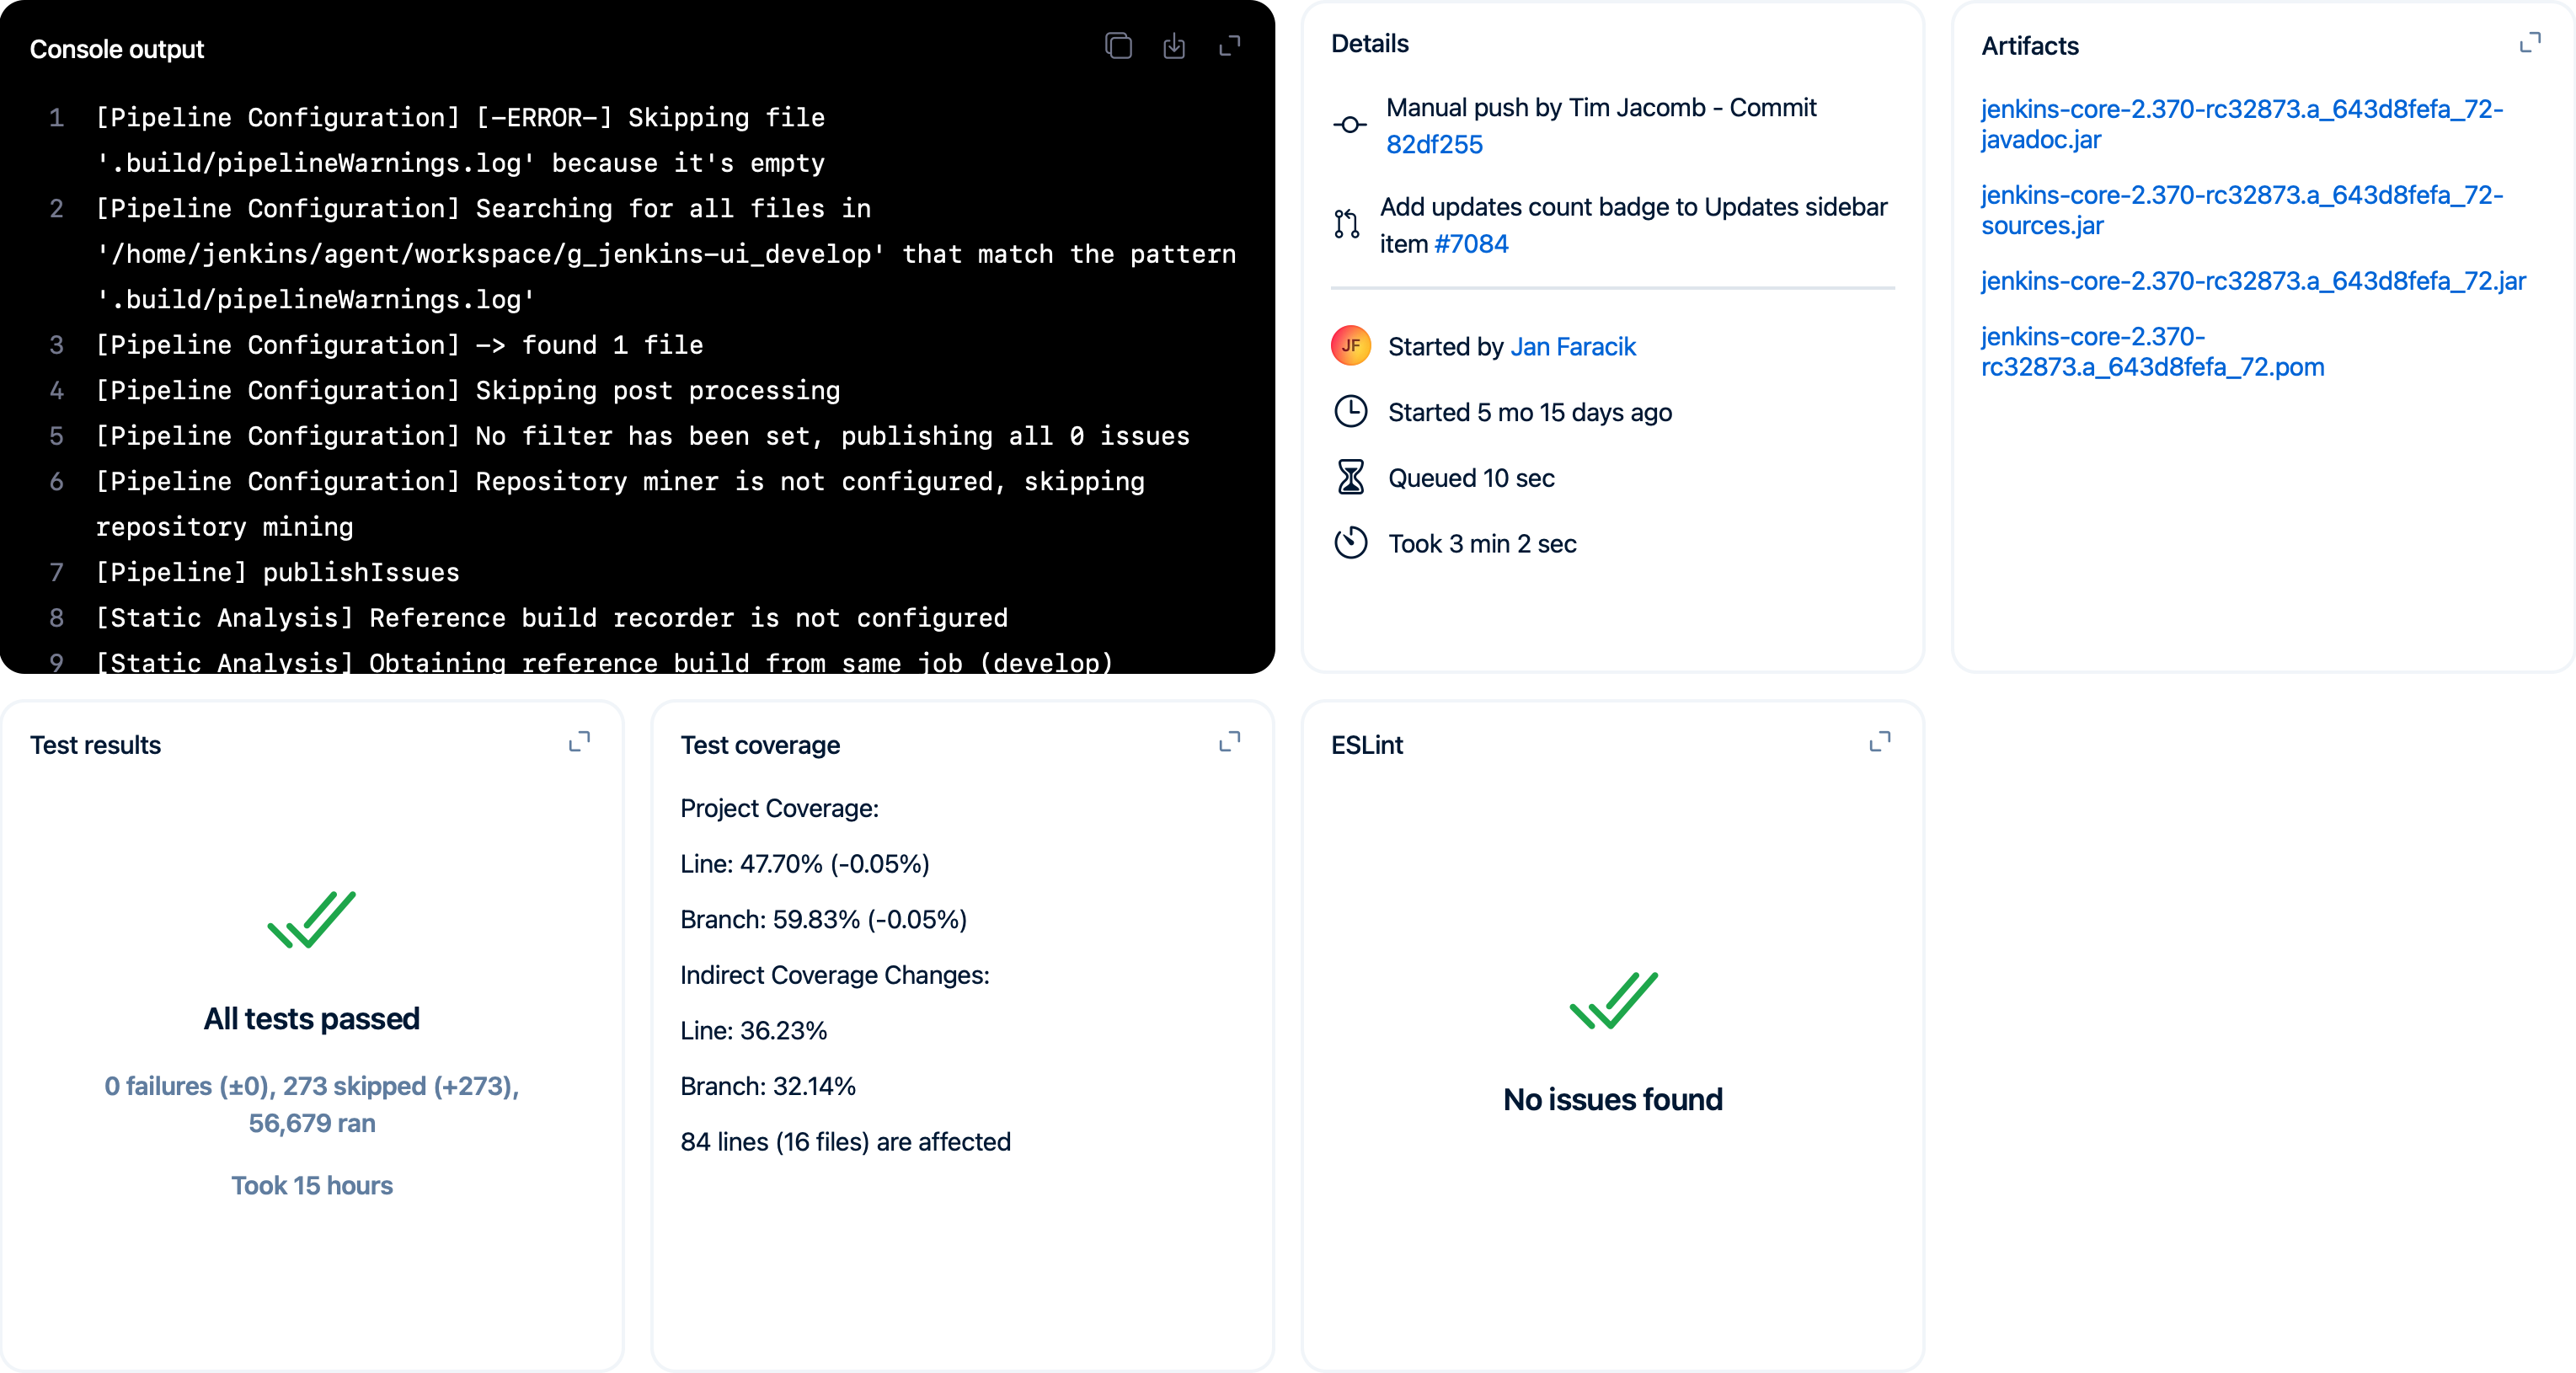 Console output
1 [Pipeline Configuration] [-ERROR-] Skipping file
'.build/pipelineWarnings.log' because it's empty
2 [Pipeline Configuration] Searching for all files in
'/home/jenkins/agent/workspace/g_jenkins-ui_develop' that match the pattern
'.build/pipelineWarnings.log'
3 [Pipeline Configuration] -> found 1 file
4 [Pipeline Configuration] Skipping post processing
5 [Pipeline Configuration] No filter has been set, publishing all 0 issues
6 [Pipeline Configuration] Repository miner is not configured, skipping
repository mining
7 [Pipeline] publishIssues
8 [Static Analysis] Reference build recorder is not configured
9 [Static Analysis] Obtaining reference build from same job (develop)
Details
Manual push by Tim Jacomb - Commit
82df255
Add updates count badge to Updates sidebar
item #7084
JF Started by Jan Faracik
Started 5 mo 15 days ago
Queued 10 sec
Took 3 min 2 sec
Artifacts
jenkins-core-2.370-rc32873.a_643d8fefa_72-
javadoc.jar
jenkins-core-2.370-rc32873.a_643d8fefa_72-
sources.jar
jenkins-core-2.370-rc32873.a_643d8fefa_72.jar
jenkins-core-2.370-
rc32873.a_643d8fefa_72.pom
Test results
All tests passed
0 failures (±0), 273 skipped (+273),
56,679 ran
Took 15 hours
Test coverage
Project Coverage:
Line: 47.70% (-0.05%)
Branch: 59.83% (-0.05%)
Indirect Coverage Changes:
Line: 36.23%
Branch: 32.14%
84 lines (16 files) are affected
ESLint
No issues found